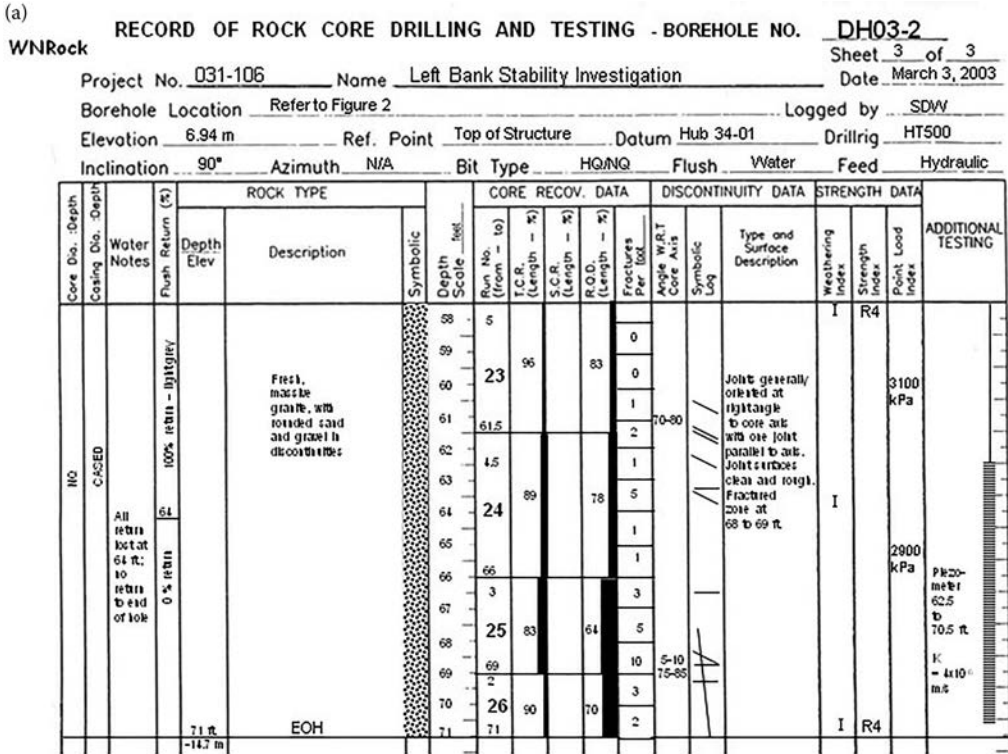 (a)
RECORD OF ROCK CORE DRILLING AND TESTING - BOREHOLE NO. DH03-2
WNRock
Sheet 3 of 3
Project No. 031-106 Name Left Bank Stability Investigation Date March 3, 2003
Borehole Location Refer to Figure 2 Logged by SDW
Elevation 6.94 m Ref. Point Top of Structure Datum Hub 34-01 Drillrig HT500
Inclination 90° Azimuth N/A Bit Type HQ/NQ Flush Water Feed Hydraulic
Core Dia. :Depth
Casing Dia. :Depth
Water
Notes
Flush Return (%)
ROCK TYPE
Depth
Elev
Description
Symbolic
Depth
Scale feet
CORE RECOV. DATA
Run No.
(from - to)
T.C.R.
(Length - %)
S.C.R.
(Length - %)
R.Q.D.
(Length - %)
Fractures
Per foot
DISCONTINUITY DATA
Angle W.R.T
Core Axis
Symbolic
Log
Type and
Surface
Description
STRENGTH DATA
Weathering
Index
Strength
Index
Point Load
Index
ADDITIONAL
TESTING
NQ
CASED
All
return
lost at
64 ft;
no
return
to end
of hole
100% return - lightgrey
64
0 % return
71 ft
-14.7 m
Fresh,
massive
granite, with
rounded sand
and gravel in
discontinuities
EOH
58
59
60
61
62
63
64
65
66
67
68
69
70
71
5
23
61.5
4.5
24
66
3
25
69
2
26
71
96
89
83
90
83
78
64
70
0
0
1
2
1
5
1
1
3
5
10
3
2
70-80
5-10
75-85
Joints generally
oriented at
right angle
to core axis
with one joint
parallel to axis.
Joint surfaces
clean and rough.
Fractured
zone at
68 to 69 ft.
I
I
I
R4
R4
3100
kPa
2900
kPa
Piezo-
meter
62.5
to
70.5 ft
K
= 4x10
m/s